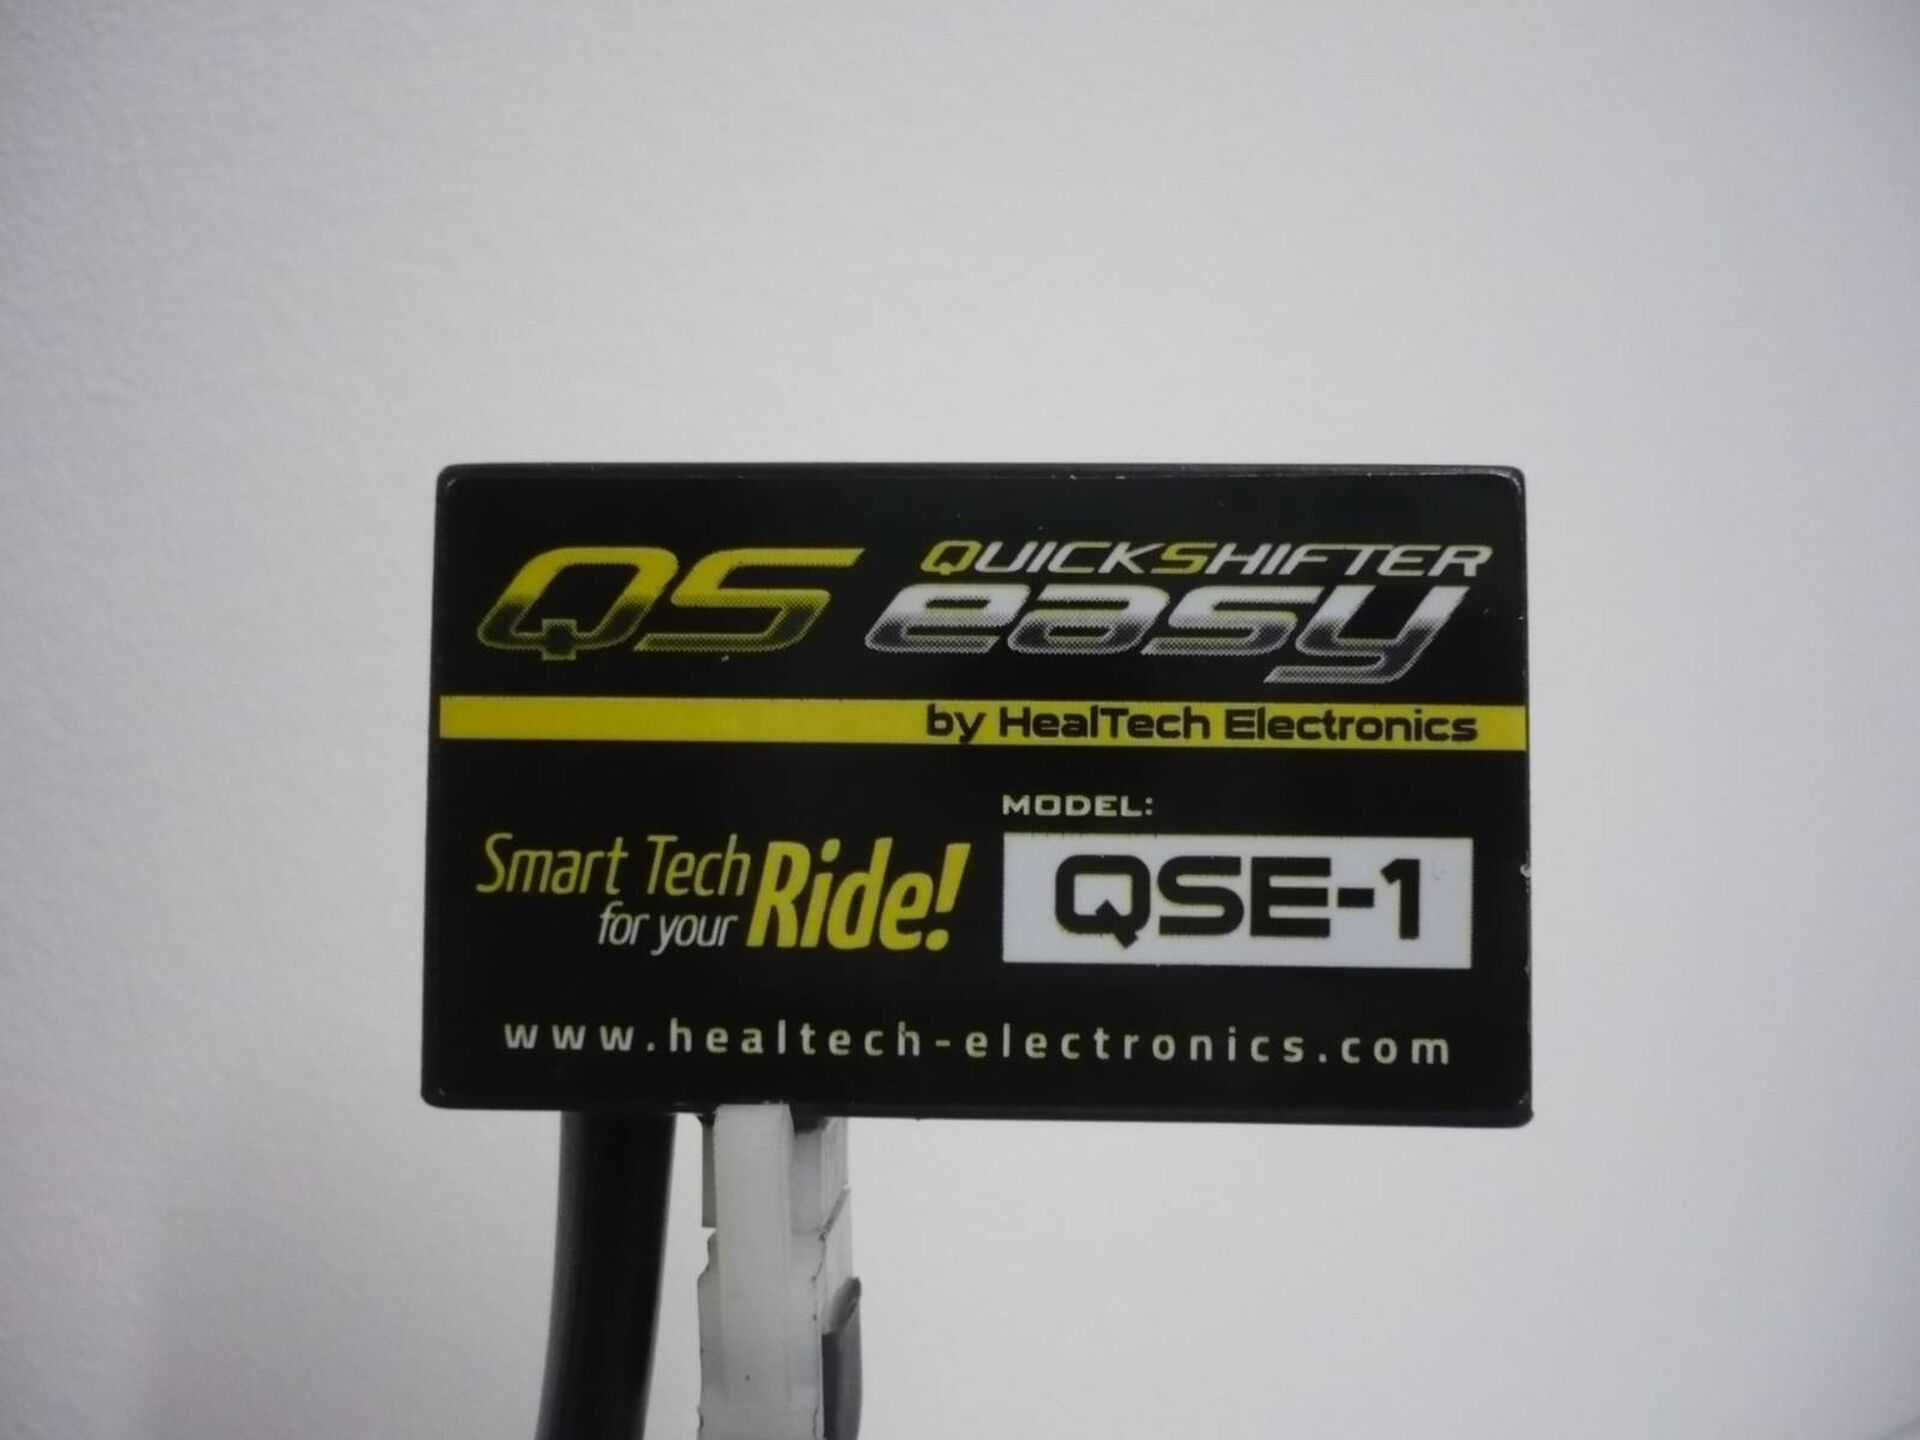 QS QUICKSHIFTER
easy
by HealTech Electronics
MODEL:
QSE-1
Smart Tech
for your Ride!
www.healtech-electronics.com